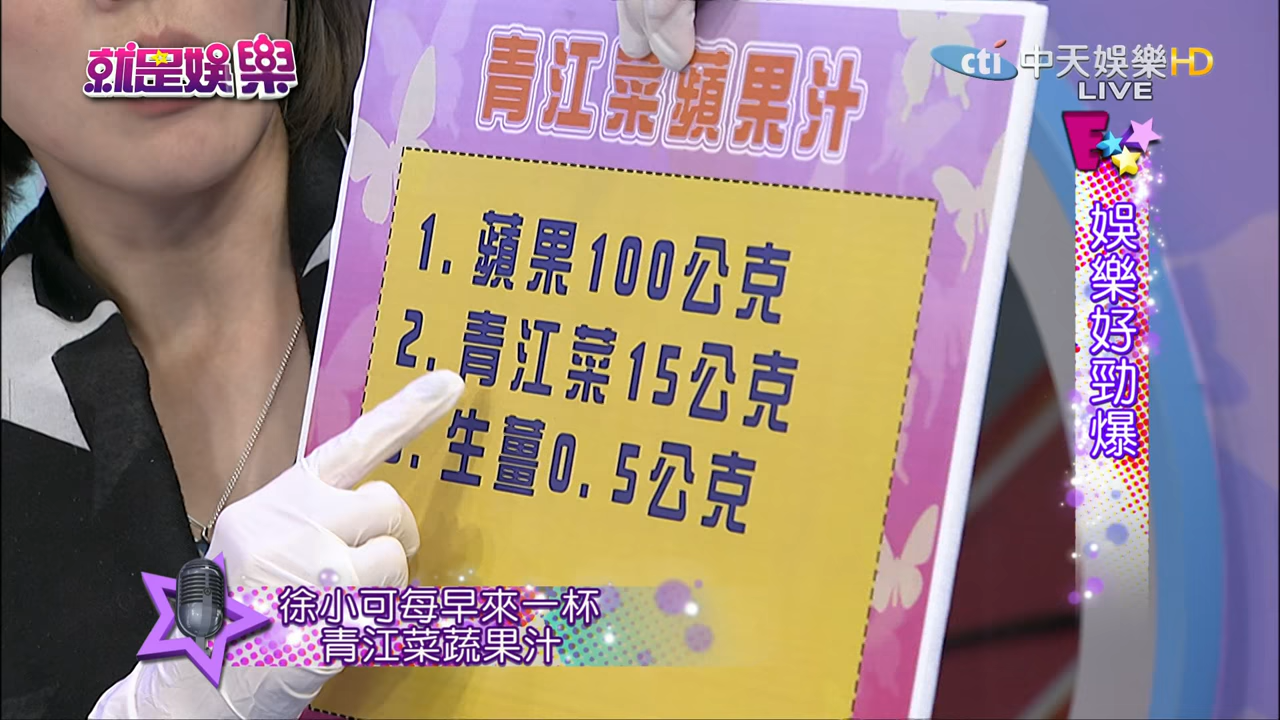 就是娛樂
cti 中天娛樂HD
LIVE
E
娛樂好勁爆
青江菜蘋果汁
1. 蘋果100公克
2. 青江菜15公克
3. 生薑0.5公克
徐小可每早來一杯
青江菜蔬果汁